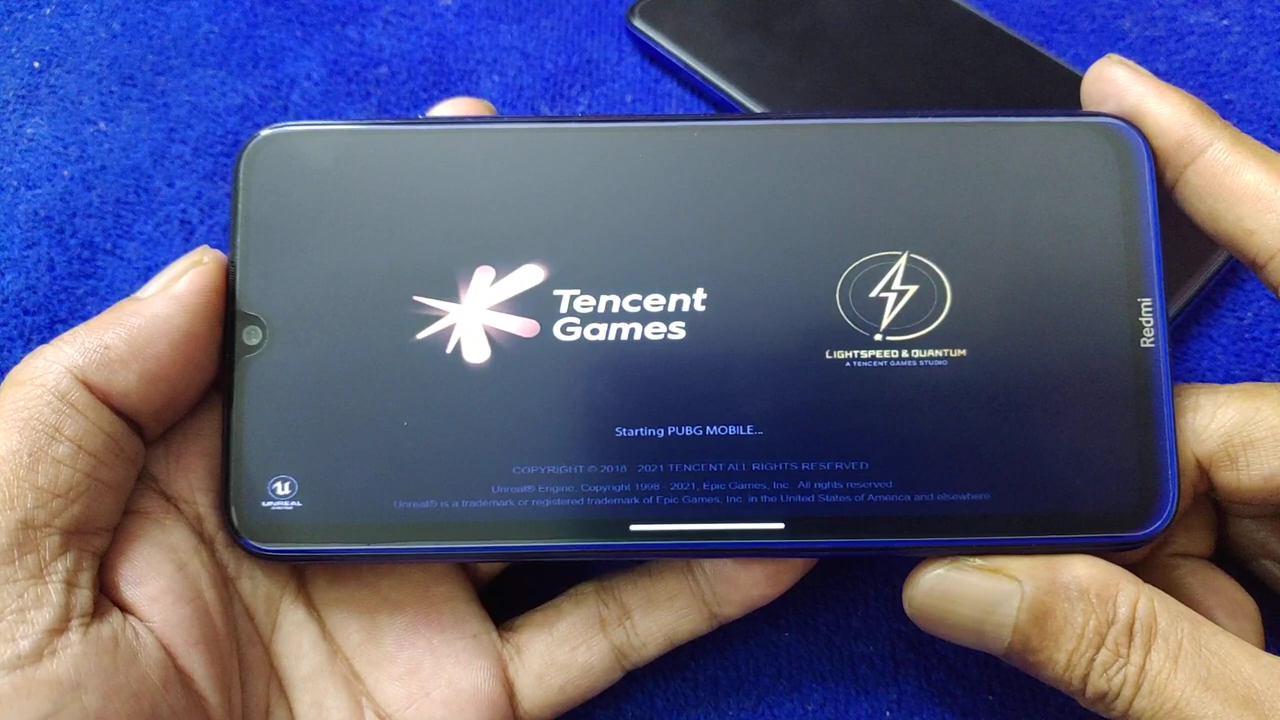 Tencent
Games
LIGHTSPEED & QUANTUM
A TENCENT GAMES STUDIO
Redmi
Starting PUBG MOBILE...
COPYRIGHT © 2018 - 2021 TENCENT ALL RIGHTS RESERVED
Unreal® Engine, Copyright 1998 - 2021, Epic Games, Inc. All rights reserved
Unreal® is a trademark or registered trademark of Epic Games, Inc. in the United States of America and elsewhere
UNREAL
ENGINE